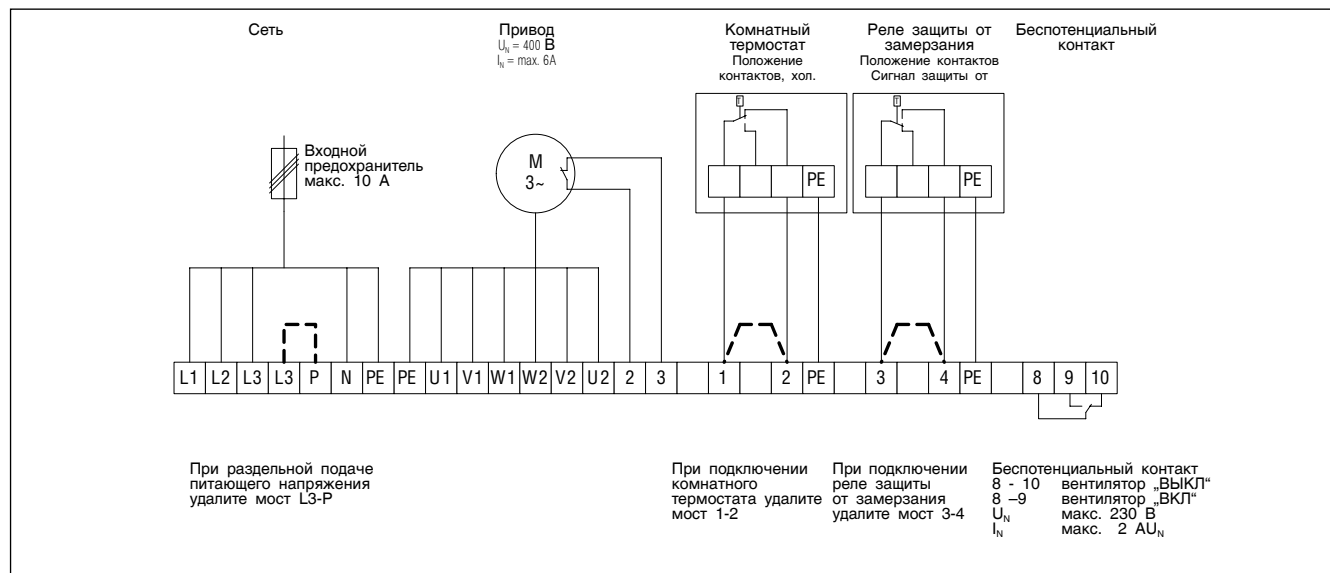 Сеть
Привод
U_N = 400 В
I_N = max. 6A
Комнатный
термостат
Положение
контактов, хол.
Реле защиты от
замерзания
Положение контактов
Сигнал защиты от
Беспотенциальный
контакт
T
T
Входной
предохранитель
макс. 10 А
M
3~
PE
PE
L1 L2 L3 L3 P N PE PE U1 V1 W1 W2 V2 U2 2 3 1 2 PE 3 4 PE 8 9 10
При раздельной подаче
питающего напряжения
удалите мост L3-P
При подключении
комнатного
термостата удалите
мост 1-2
При подключении
реле защиты
от замерзания
удалите мост 3-4
Беспотенциальный контакт
8 - 10 вентилятор „ВЫКЛ“
8 –9 вентилятор „ВКЛ“
U_N макс. 230 В
I_N макс. 2 AU_N